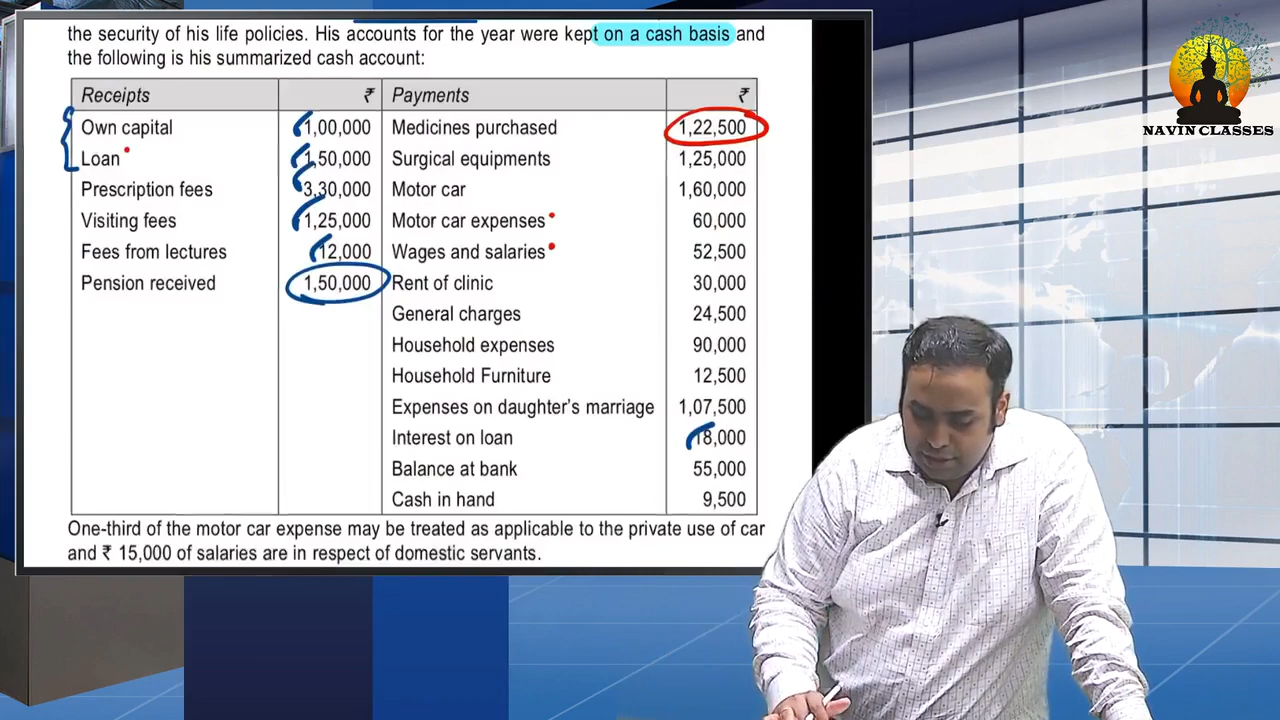 the security of his life policies. His accounts for the year were kept on a cash basis and
the following is his summarized cash account:
Receipts ₹ Payments ₹
Own capital 1,00,000 Medicines purchased 1,22,500
Loan 1,50,000 Surgical equipments 1,25,000
Prescription fees 3,30,000 Motor car 1,60,000
Visiting fees 1,25,000 Motor car expenses 60,000
Fees from lectures 12,000 Wages and salaries 52,500
Pension received 1,50,000 Rent of clinic 30,000
General charges 24,500
Household expenses 90,000
Household Furniture 12,500
Expenses on daughter's marriage 1,07,500
Interest on loan 18,000
Balance at bank 55,000
Cash in hand 9,500
One-third of the motor car expense may be treated as applicable to the private use of car
and ₹ 15,000 of salaries are in respect of domestic servants.
NAVIN CLASSES